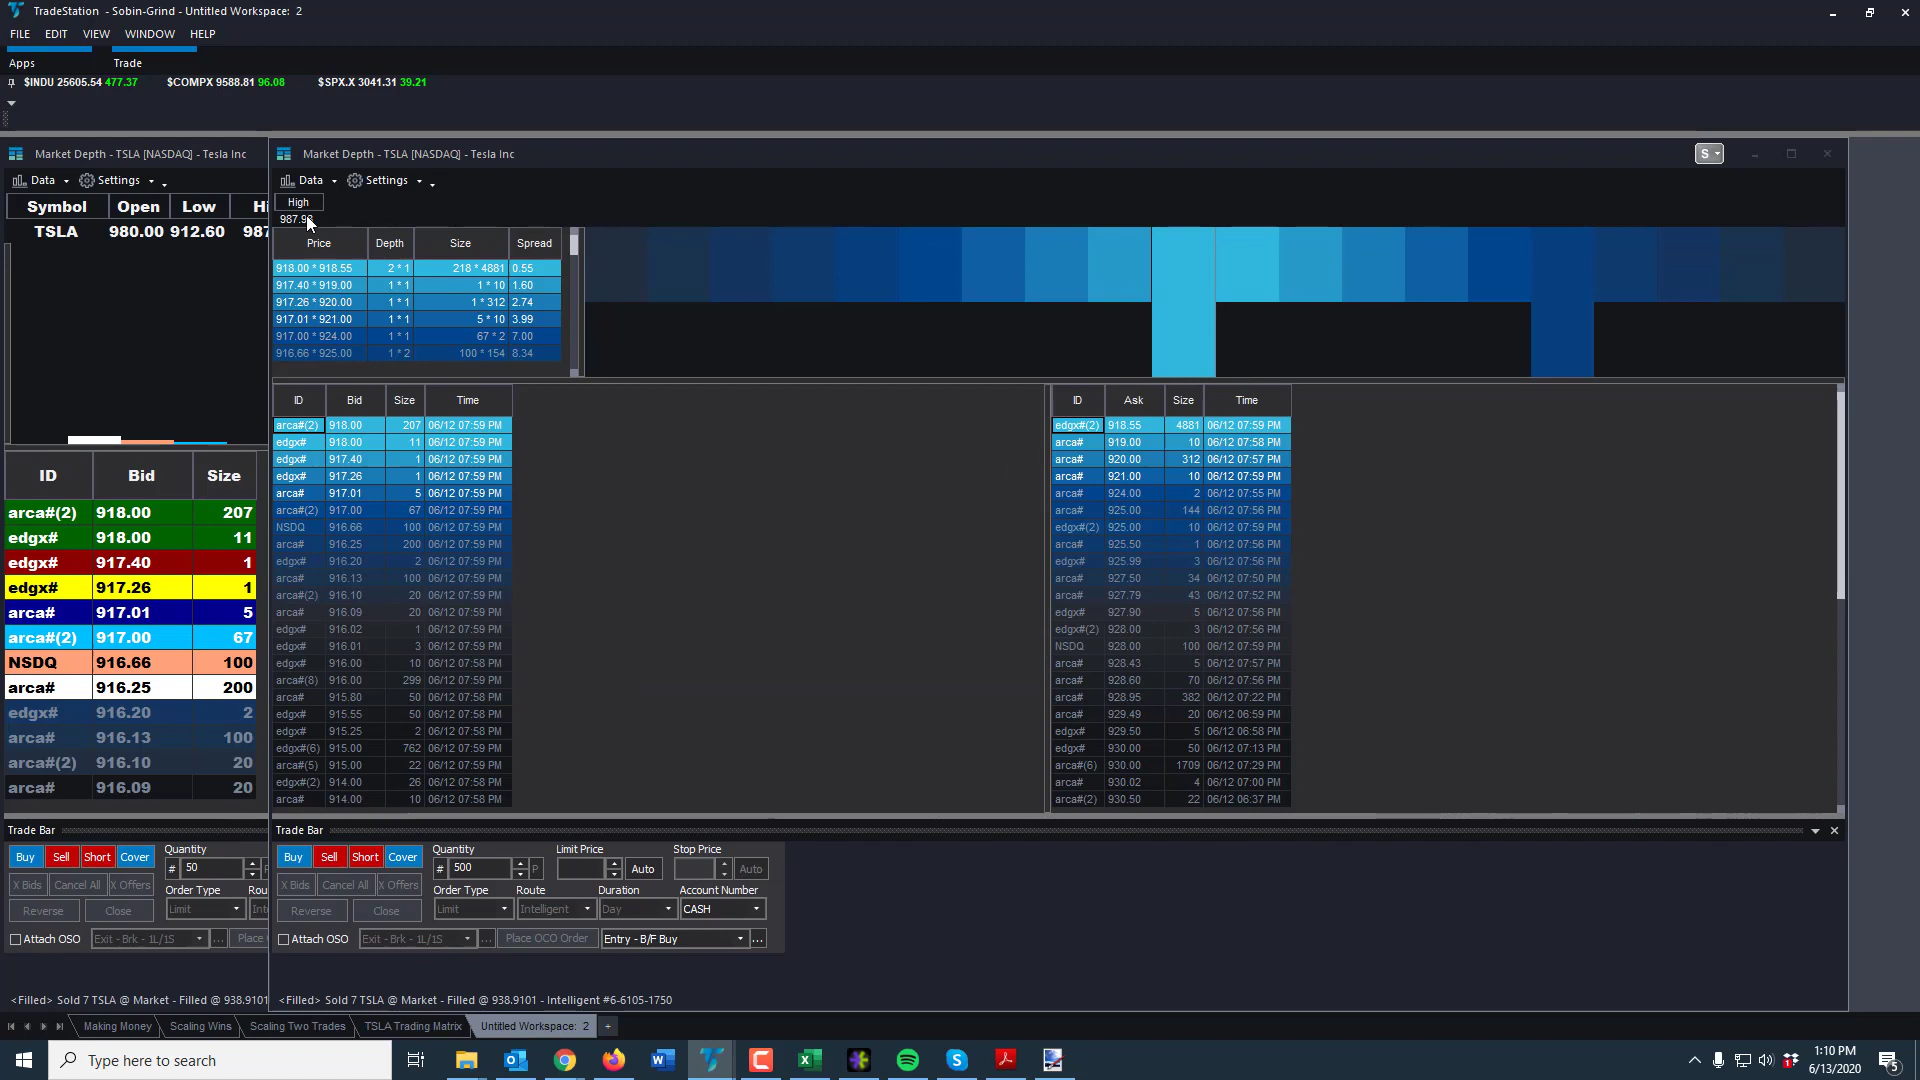 TradeStation - Sobin-Grind - Untitled Workspace: 2
FILE EDIT VIEW WINDOW HELP
Apps Trade
$INDU 25605.54 477.37 $COMPX 9588.81 96.08 $SPX.X 3041.31 39.21
Market Depth - TSLA [NASDAQ] - Tesla Inc
Data Settings
Symbol Open Low
TSLA 980.00 912.60
ID Bid Size
arca#(2) 918.00 207
edgx# 918.00 11
edgx# 917.40 1
edgx# 917.26 1
arca# 917.01 5
arca#(2) 917.00 67
NSDQ 916.66 100
arca# 916.25 200
edgx# 916.20 2
arca# 916.13 100
arca#(2) 916.10 20
arca# 916.09 20
Trade Bar
Buy Sell Short Cover
Quantity
# 50
X Bids Cancel All X Offers
Order Type
Limit
Reverse Close
Attach OSO Exit - Brk - 1L/1S ...
<Filled> Sold 7 TSLA @ Market - Filled @ 938.9101
Market Depth - TSLA [NASDAQ] - Tesla Inc S
Data Settings
High
Price Depth Size Spread
918.00 * 918.55 2 * 1 218 * 4881 0.55
917.40 * 919.00 1 * 1 1 * 10 1.60
917.26 * 920.00 1 * 1 1 * 312 2.74
917.01 * 921.00 1 * 1 5 * 10 3.99
917.00 * 924.00 1 * 1 67 * 2 7.00
916.66 * 925.00 1 * 2 100 * 154 8.34
ID Bid Size Time
arca#(2) 918.00 207 06/12 07:59 PM
edgx# 918.00 11 06/12 07:59 PM
edgx# 917.40 1 06/12 07:59 PM
edgx# 917.26 1 06/12 07:59 PM
arca# 917.01 5 06/12 07:59 PM
arca#(2) 917.00 67 06/12 07:59 PM
NSDQ 916.66 100 06/12 07:59 PM
arca# 916.25 200 06/12 07:59 PM
edgx# 916.20 2 06/12 07:59 PM
arca# 916.13 100 06/12 07:59 PM
arca#(2) 916.10 20 06/12 07:59 PM
arca# 916.09 20 06/12 07:59 PM
edgx# 916.02 1 06/12 07:59 PM
edgx# 916.01 3 06/12 07:59 PM
edgx# 916.00 10 06/12 07:58 PM
arca#(8) 916.00 299 06/12 07:59 PM
arca# 915.80 50 06/12 07:58 PM
edgx# 915.55 50 06/12 07:58 PM
edgx# 915.25 2 06/12 07:58 PM
edgx#(6) 915.00 762 06/12 07:59 PM
arca#(5) 915.00 22 06/12 07:59 PM
edgx#(2) 914.00 26 06/12 07:58 PM
arca# 914.00 10 06/12 07:58 PM
ID Ask Size Time
edgx#(2) 918.55 4881 06/12 07:59 PM
arca# 919.00 10 06/12 07:58 PM
arca# 920.00 312 06/12 07:57 PM
arca# 921.00 10 06/12 07:59 PM
arca# 924.00 2 06/12 07:55 PM
arca# 925.00 144 06/12 07:56 PM
edgx#(2) 925.00 10 06/12 07:59 PM
arca# 925.50 1 06/12 07:56 PM
edgx# 925.99 3 06/12 07:56 PM
arca# 927.50 34 06/12 07:50 PM
arca# 927.79 43 06/12 07:52 PM
edgx# 927.90 5 06/12 07:56 PM
edgx#(2) 928.00 3 06/12 07:56 PM
NSDQ 928.00 100 06/12 07:59 PM
arca# 928.43 5 06/12 07:57 PM
arca# 928.60 70 06/12 07:56 PM
arca# 928.95 382 06/12 07:22 PM
arca# 929.49 20 06/12 06:59 PM
edgx# 929.50 5 06/12 06:58 PM
edgx# 930.00 50 06/12 07:13 PM
arca#(6) 930.00 1709 06/12 07:29 PM
arca# 930.02 4 06/12 07:00 PM
arca#(2) 930.50 22 06/12 06:37 PM
Trade Bar
Buy Sell Short Cover
Quantity Limit Price Stop Price
# 500 P Auto Auto
X Bids Cancel All X Offers
Order Type Route Duration Account Number
Limit Intelligent Day CASH
Reverse Close
Attach OSO Exit - Brk - 1L/1S ... Place OCO Order Entry - B/F Buy ...
<Filled> Sold 7 TSLA @ Market - Filled @ 938.9101 - Intelligent #6-6105-1750
Making Money Scaling Wins Scaling Two Trades TSLA Trading Matrix Untitled Workspace: 2 +
Type here to search
1:10 PM
6/13/2020
5